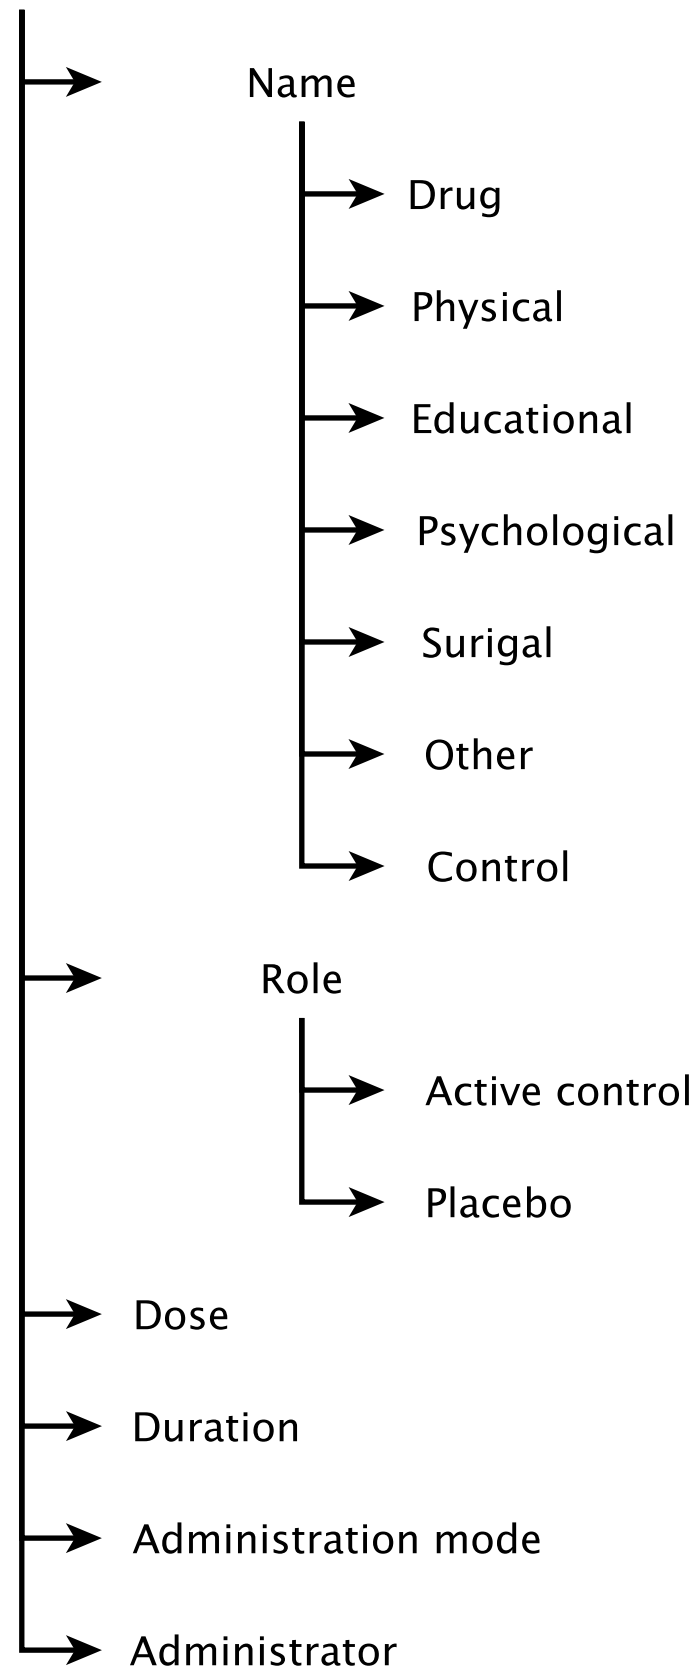 Name
Drug
Physical
Educational
Psychological
Surigal
Other
Control
Role
Active control
Placebo
Dose
Duration
Administration mode
Administrator